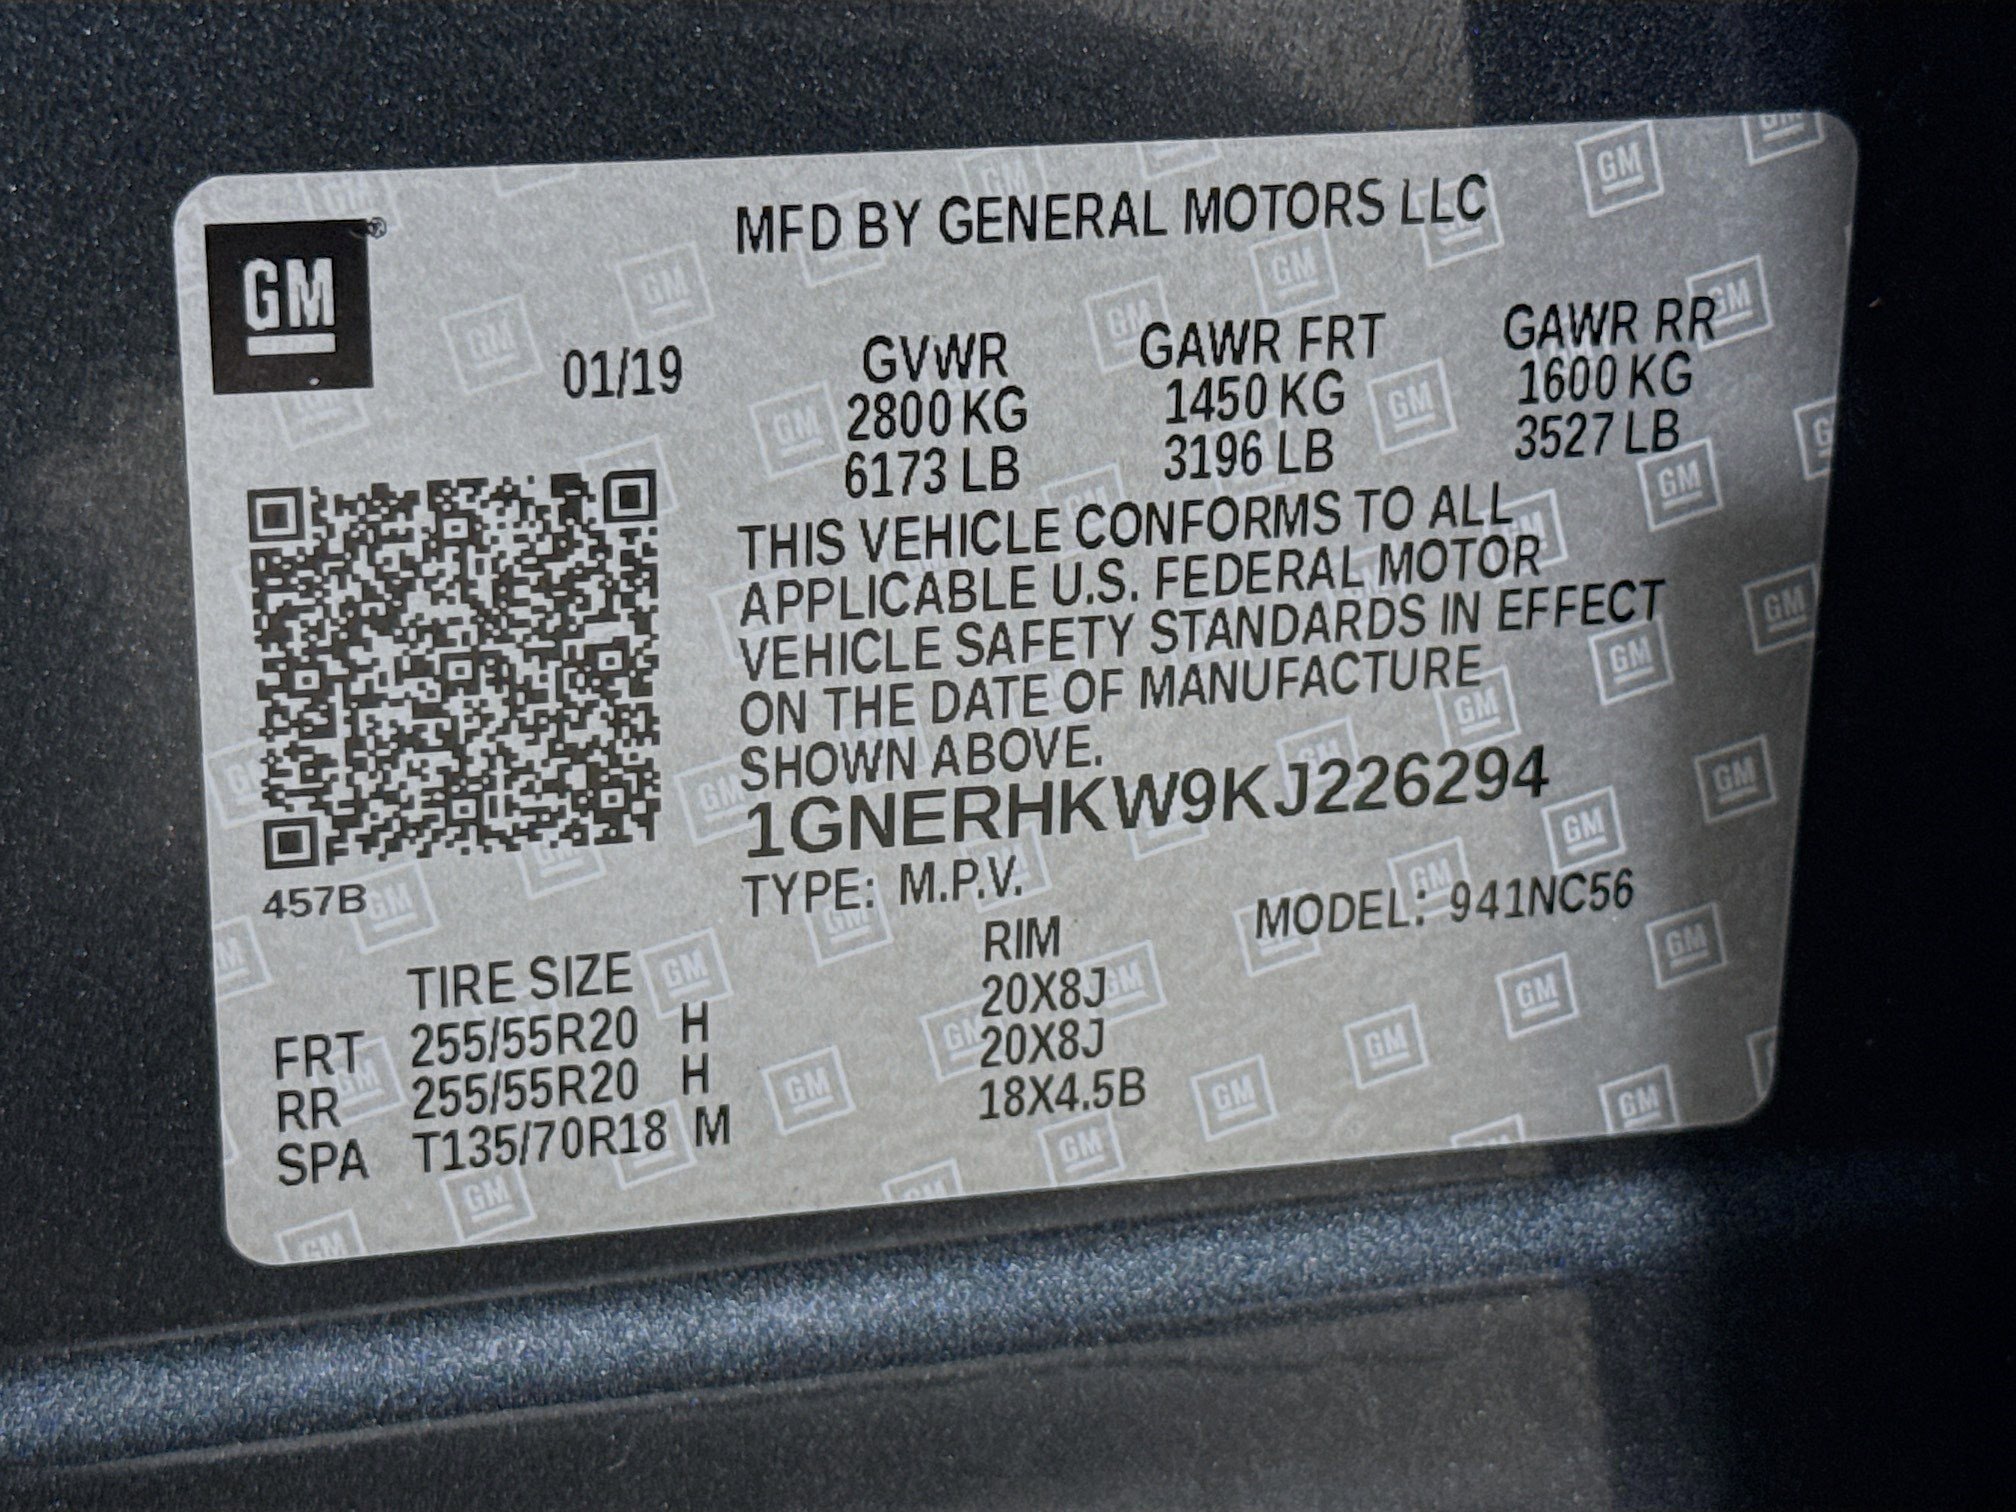 MFD BY GENERAL MOTORS LLC
GM ®
01/19
GVWR GAWR FRT GAWR RR
2800 KG 1450 KG 1600 KG
6173 LB 3196 LB 3527 LB
THIS VEHICLE CONFORMS TO ALL
APPLICABLE U.S. FEDERAL MOTOR
VEHICLE SAFETY STANDARDS IN EFFECT
ON THE DATE OF MANUFACTURE
SHOWN ABOVE.
1GNERHKW9KJ226294
457B
TYPE: M.P.V. MODEL: 941NC56
TIRE SIZE RIM
FRT 255/55R20 H 20X8J
RR 255/55R20 H 20X8J
SPA T135/70R18 M 18X4.5B